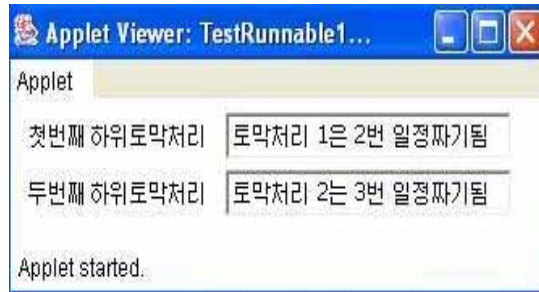 Applet Viewer: TestRunnable1...
Applet
첫번째 하위토막처리 토막처리 1은 2번 일정짜기됨
두번째 하위토막처리 토막처리 2는 3번 일정짜기됨
Applet started.